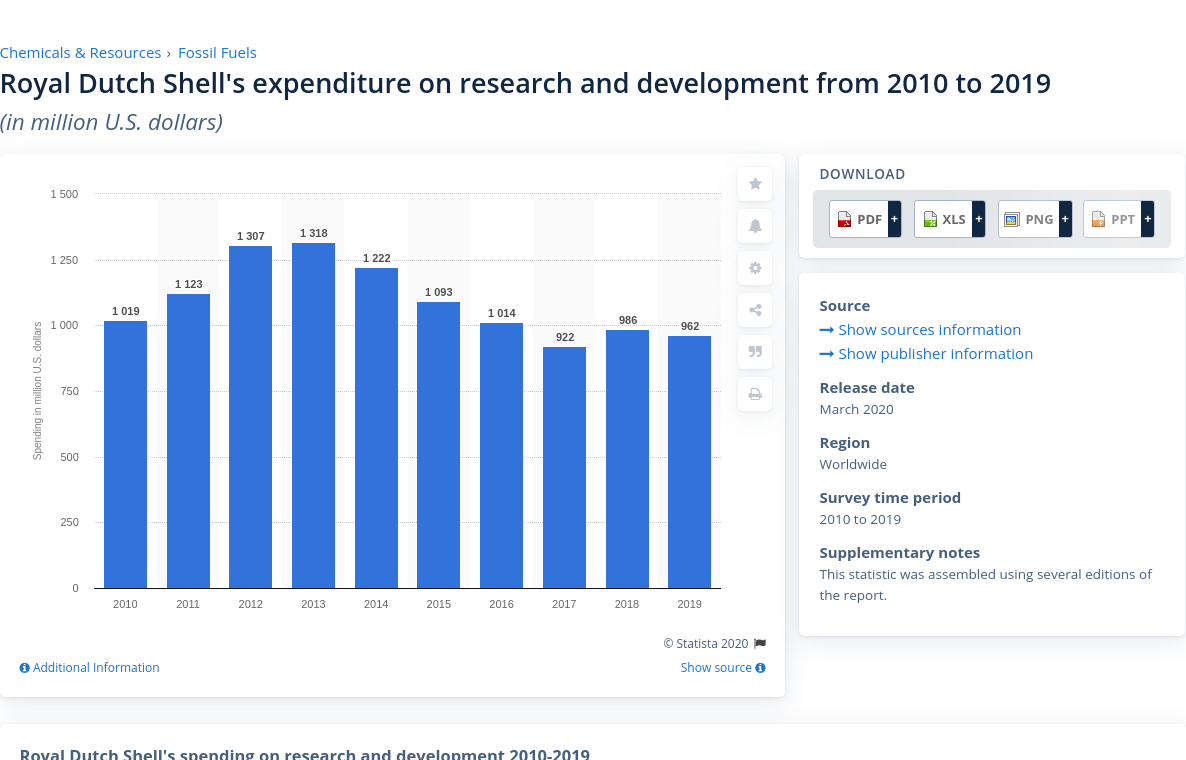 Chemicals & Resources › Fossil Fuels
Royal Dutch Shell's expenditure on research and development from 2010 to 2019
(in million U.S. dollars)
Spending in million U.S. dollars
1 500
1 250
1 000
750
500
250
0
1 019
1 123
1 307
1 318
1 222
1 093
1 014
922
986
962
2010
2011
2012
2013
2014
2015
2016
2017
2018
2019
© Statista 2020
Additional Information
Show source
DOWNLOAD
PDF +
XLS +
PNG +
PPT +
Source
Show sources information
Show publisher information
Release date
March 2020
Region
Worldwide
Survey time period
2010 to 2019
Supplementary notes
This statistic was assembled using several editions of
the report.
Royal Dutch Shell's spending on research and development 2010-2019